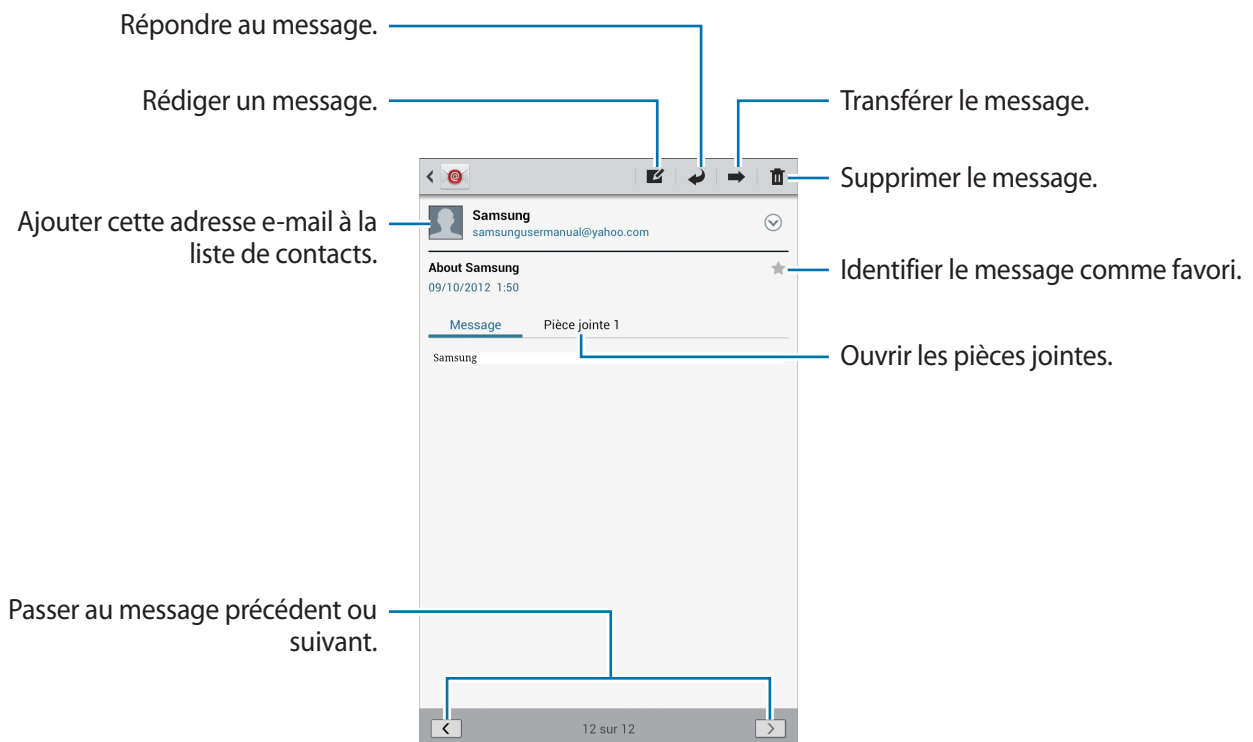 Répondre au message.
Rédiger un message.
Transférer le message.
Supprimer le message.
Ajouter cette adresse e-mail à la
liste de contacts.
Samsung
samsungusermanual@yahoo.com
About Samsung
09/10/2012 1:50
Identifier le message comme favori.
Message Pièce jointe 1
Samsung
Ouvrir les pièces jointes.
Passer au message précédent ou
suivant.
12 sur 12